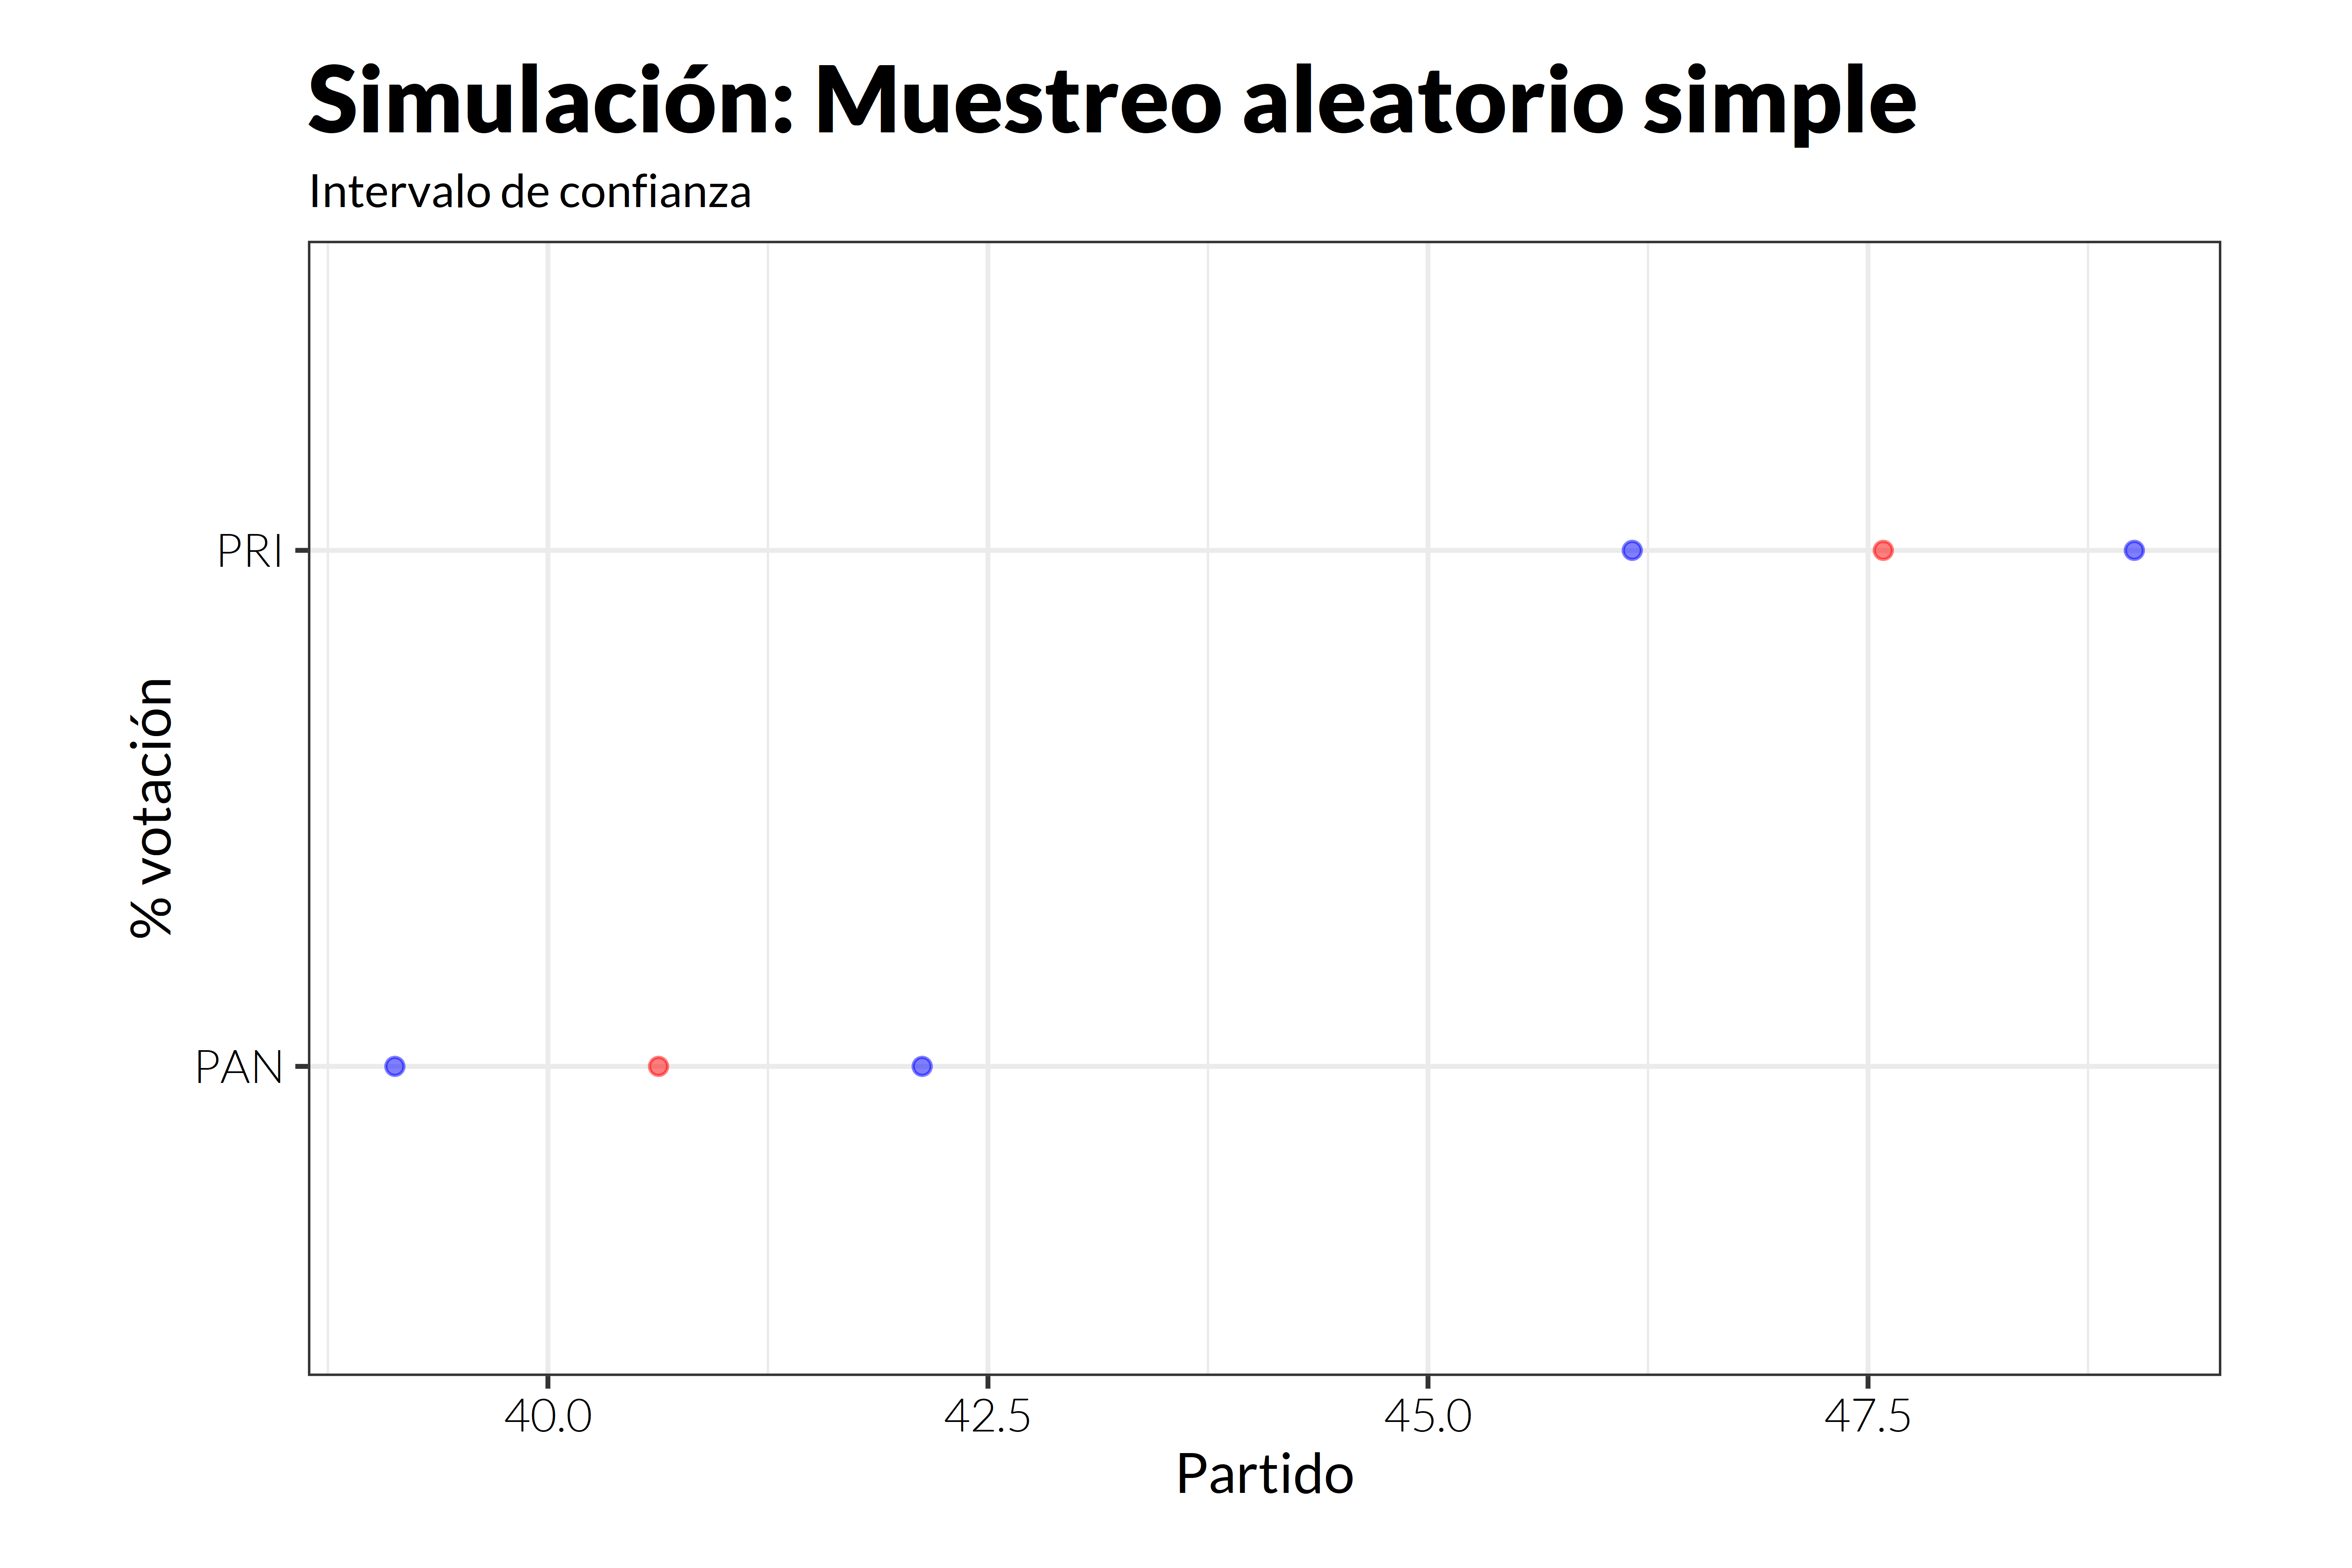 Simulación: Muestreo aleatorio simple
Intervalo de confianza
% votación
PRI
PAN
40.0 42.5 45.0 47.5
Partido